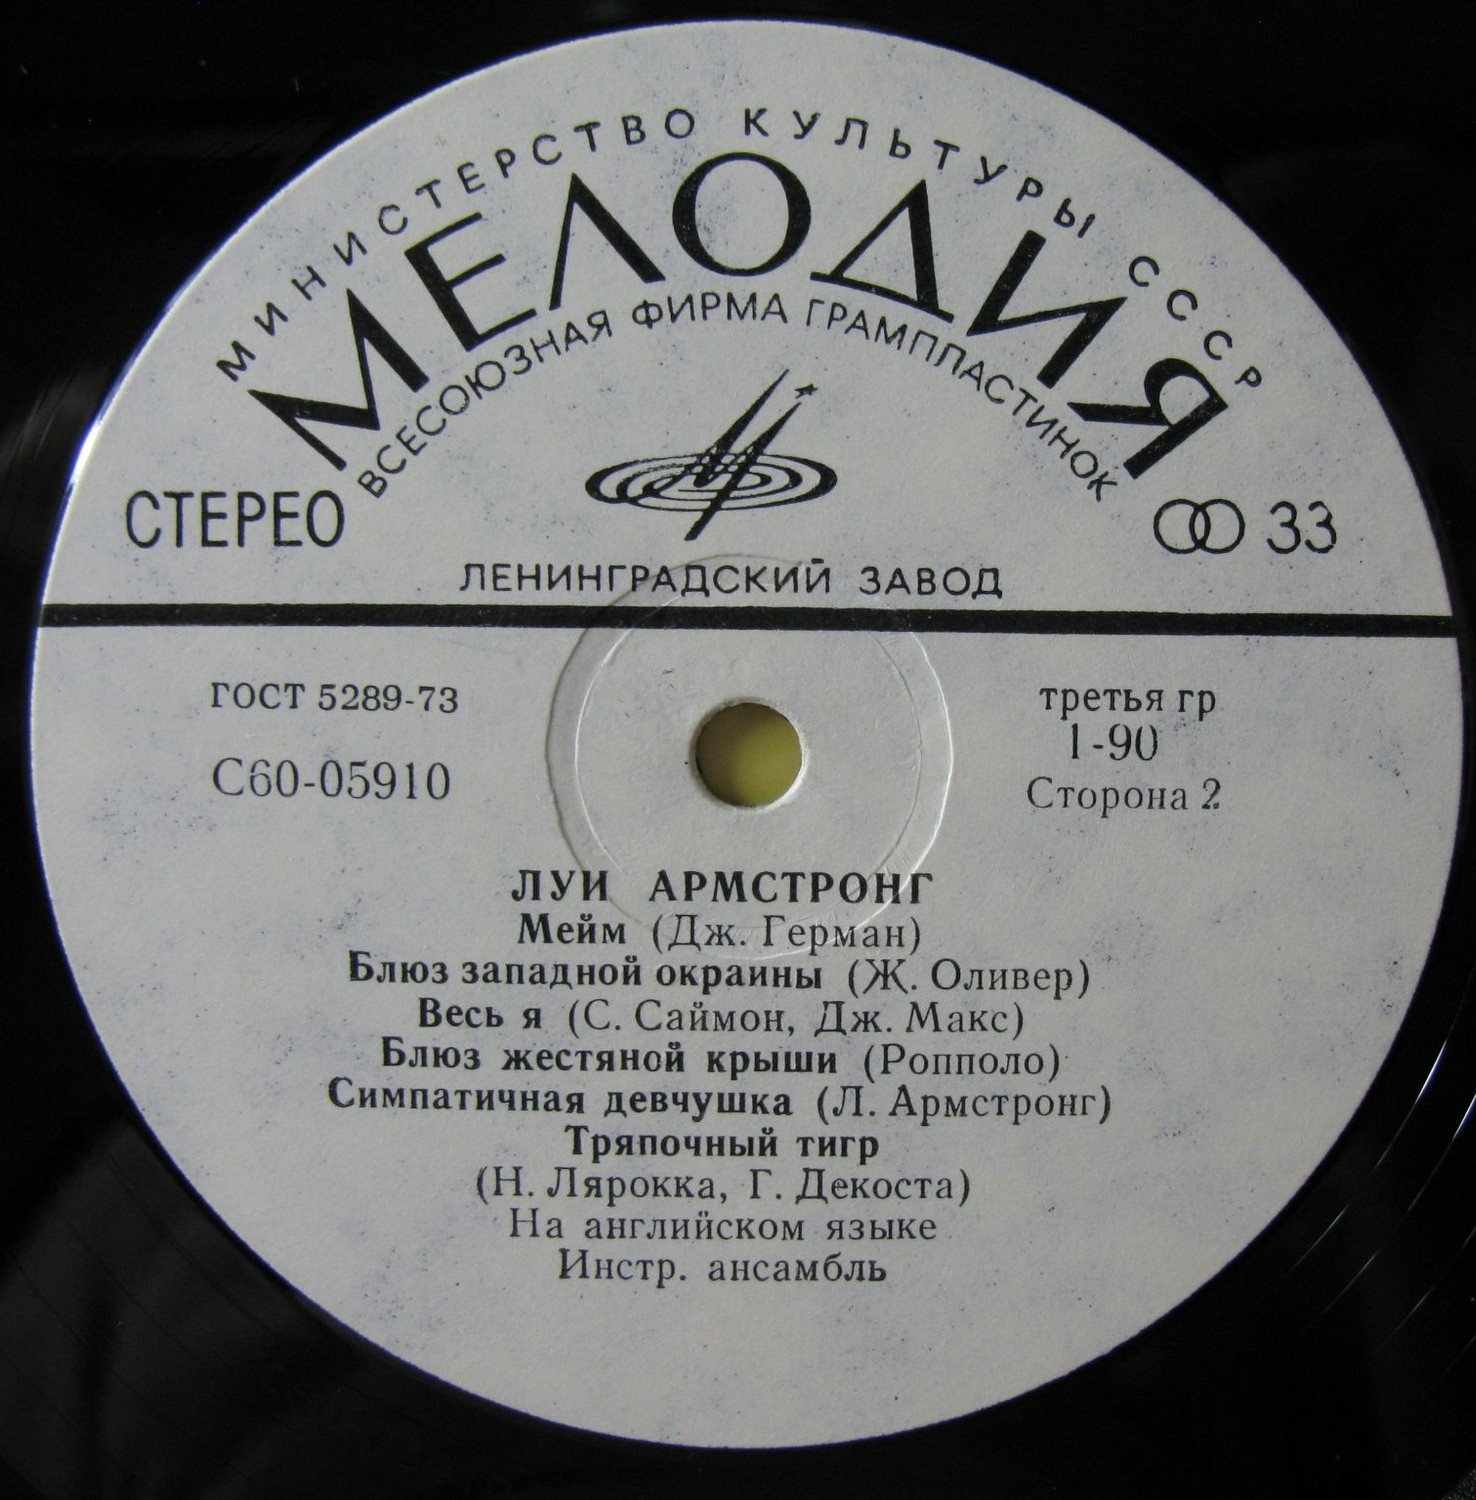 МИНИСТЕРСТВО КУЛЬТУРЫ СССР
МЕЛОДИЯ
ВСЕСОЮЗНАЯ ФИРМА ГРАМПЛАСТИНОК
СТЕРЕО
33
ЛЕНИНГРАДСКИЙ ЗАВОД
ГОСТ 5289-73
третья гр
1-90
С60-05910
Сторона 2
ЛУИ АРМСТРОНГ
Мейм (Дж. Герман)
Блюз западной окраины (Ж. Оливер)
Весь я (С. Саймон, Дж. Макс)
Блюз жестяной крыши (Ропполо)
Симпатичная девчушка (Л. Армстронг)
Тряпочный тигр
(Н. Лярокка, Г. Декоста)
На английском языке
Инстр. ансамбль